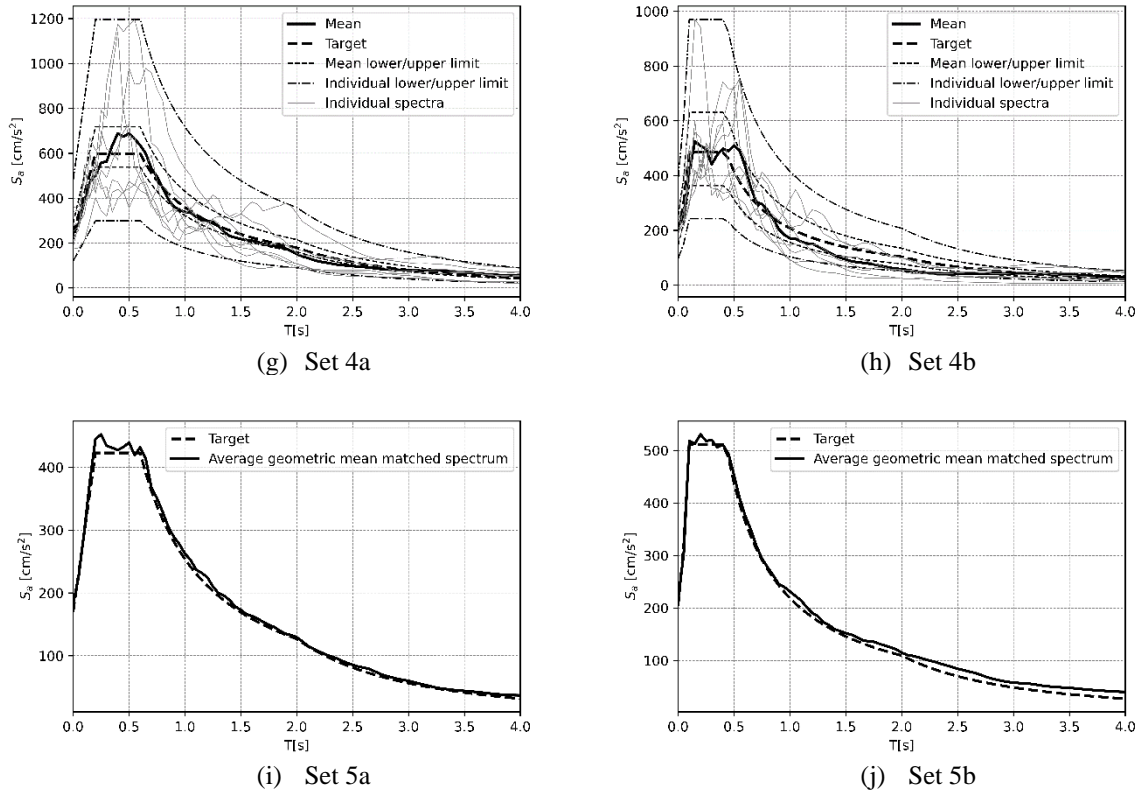 1200
1000
800
600
400
200
0
S_a [cm/s²]
Mean
Target
Mean lower/upper limit
Individual lower/upper limit
Individual spectra
0.0 0.5 1.0 1.5 2.0 2.5 3.0 3.5 4.0
T[s]
(g) Set 4a
1000
800
600
400
200
0
S_a [cm/s²]
Mean
Target
Mean lower/upper limit
Individual lower/upper limit
Individual spectra
0.0 0.5 1.0 1.5 2.0 2.5 3.0 3.5 4.0
T[s]
(h) Set 4b
400
300
200
100
S_a [cm/s²]
Target
Average geometric mean matched spectrum
0.0 0.5 1.0 1.5 2.0 2.5 3.0 3.5 4.0
T[s]
(i) Set 5a
500
400
300
200
100
S_a [cm/s²]
Target
Average geometric mean matched spectrum
0.0 0.5 1.0 1.5 2.0 2.5 3.0 3.5 4.0
T[s]
(j) Set 5b